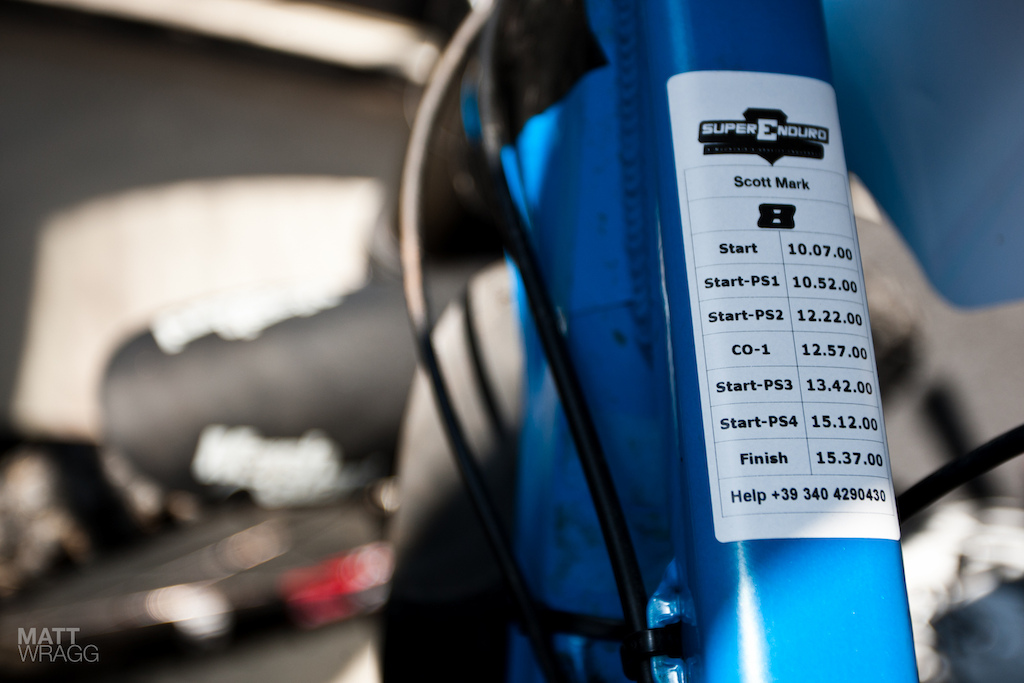 SUPERENDURO
Scott Mark
8
Start 10.07.00
Start-PS1 10.52.00
Start-PS2 12.22.00
CO-1 12.57.00
Start-PS3 13.42.00
Start-PS4 15.12.00
Finish 15.37.00
Help +39 340 4290430
MATT
WRAGG